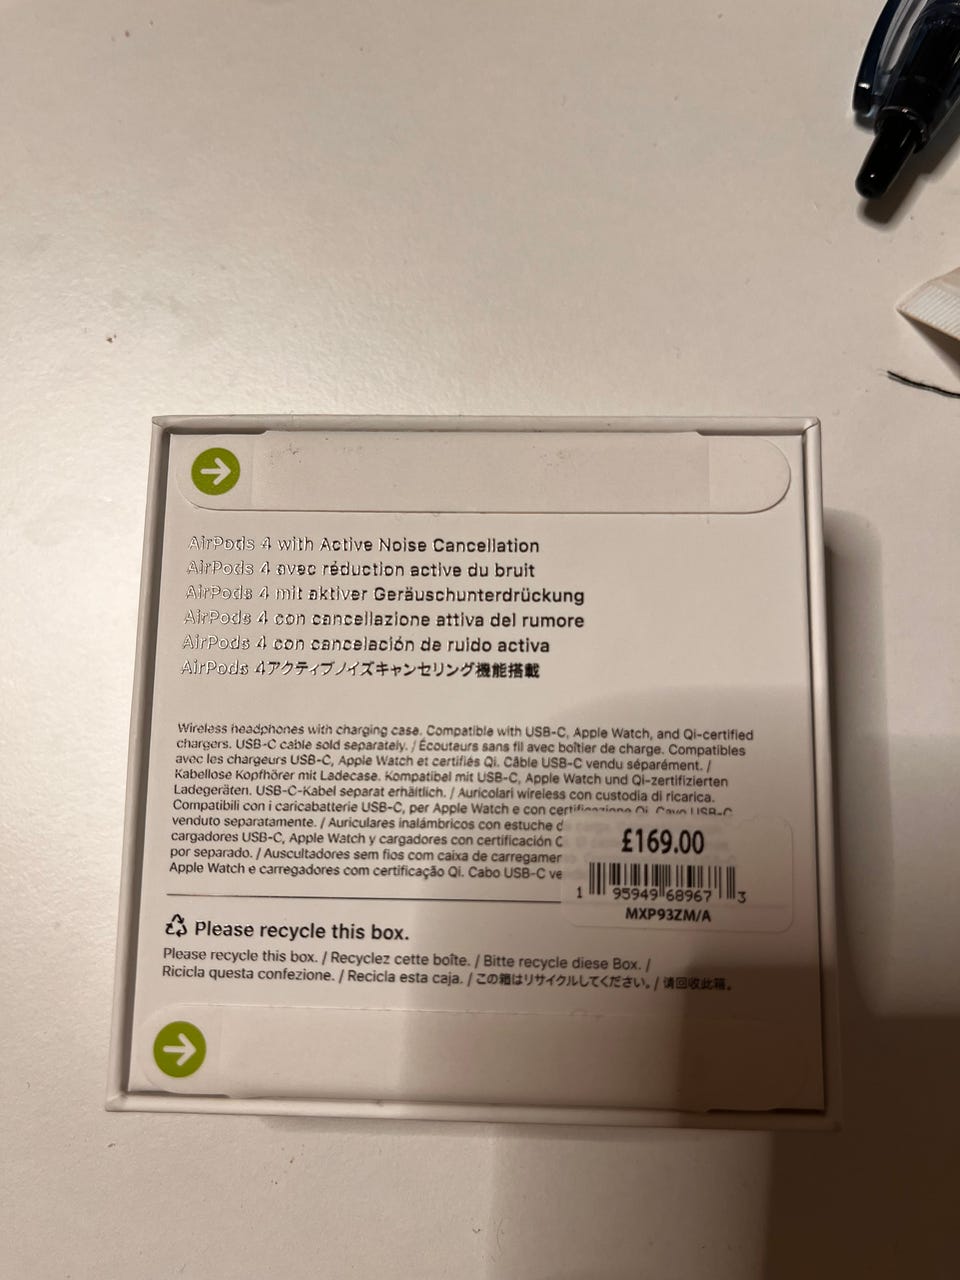 AirPods 4 with Active Noise Cancellation
AirPods 4 avec réduction active du bruit
AirPods 4 mit aktiver Geräuschunterdrückung
AirPods 4 con cancellazione attiva del rumore
AirPods 4 con cancelación de ruido activa
AirPods 4アクティブノイズキャンセリング機能搭載
Wireless headphones with charging case. Compatible with USB-C, Apple Watch, and Qi-certified
chargers. USB-C cable sold separately. / Écouteurs sans fil avec boîtier de charge. Compatibles
avec les chargeurs USB-C, Apple Watch et certifiés Qi. Câble USB-C vendu séparément. /
Kabellose Kopfhörer mit Ladecase. Kompatibel mit USB-C, Apple Watch und Qi-zertifizierten
Ladegeräten. USB-C-Kabel separat erhältlich. / Auricolari wireless con custodia di ricarica.
Compatibili con i caricabatterie USB-C, per Apple Watch e con certificazione Qi. Cavo USB-C
venduto separatamente. / Auriculares inalámbricos con estuche
cargadores USB-C, Apple Watch y cargadores con certificación
por separado. / Auscultadores sem fios com caixa de
Apple Watch e carregadores com certificação Qi. Cabo USB-C
£169.00
1 95949 68967 3
MXP93ZM/A
Please recycle this box.
Please recycle this box. / Recyclez cette boîte. / Bitte recycle diese Box. /
Ricicla questa confezione. / Recicla esta caja. / この箱はリサイクルしてください。/ 请回收此箱。